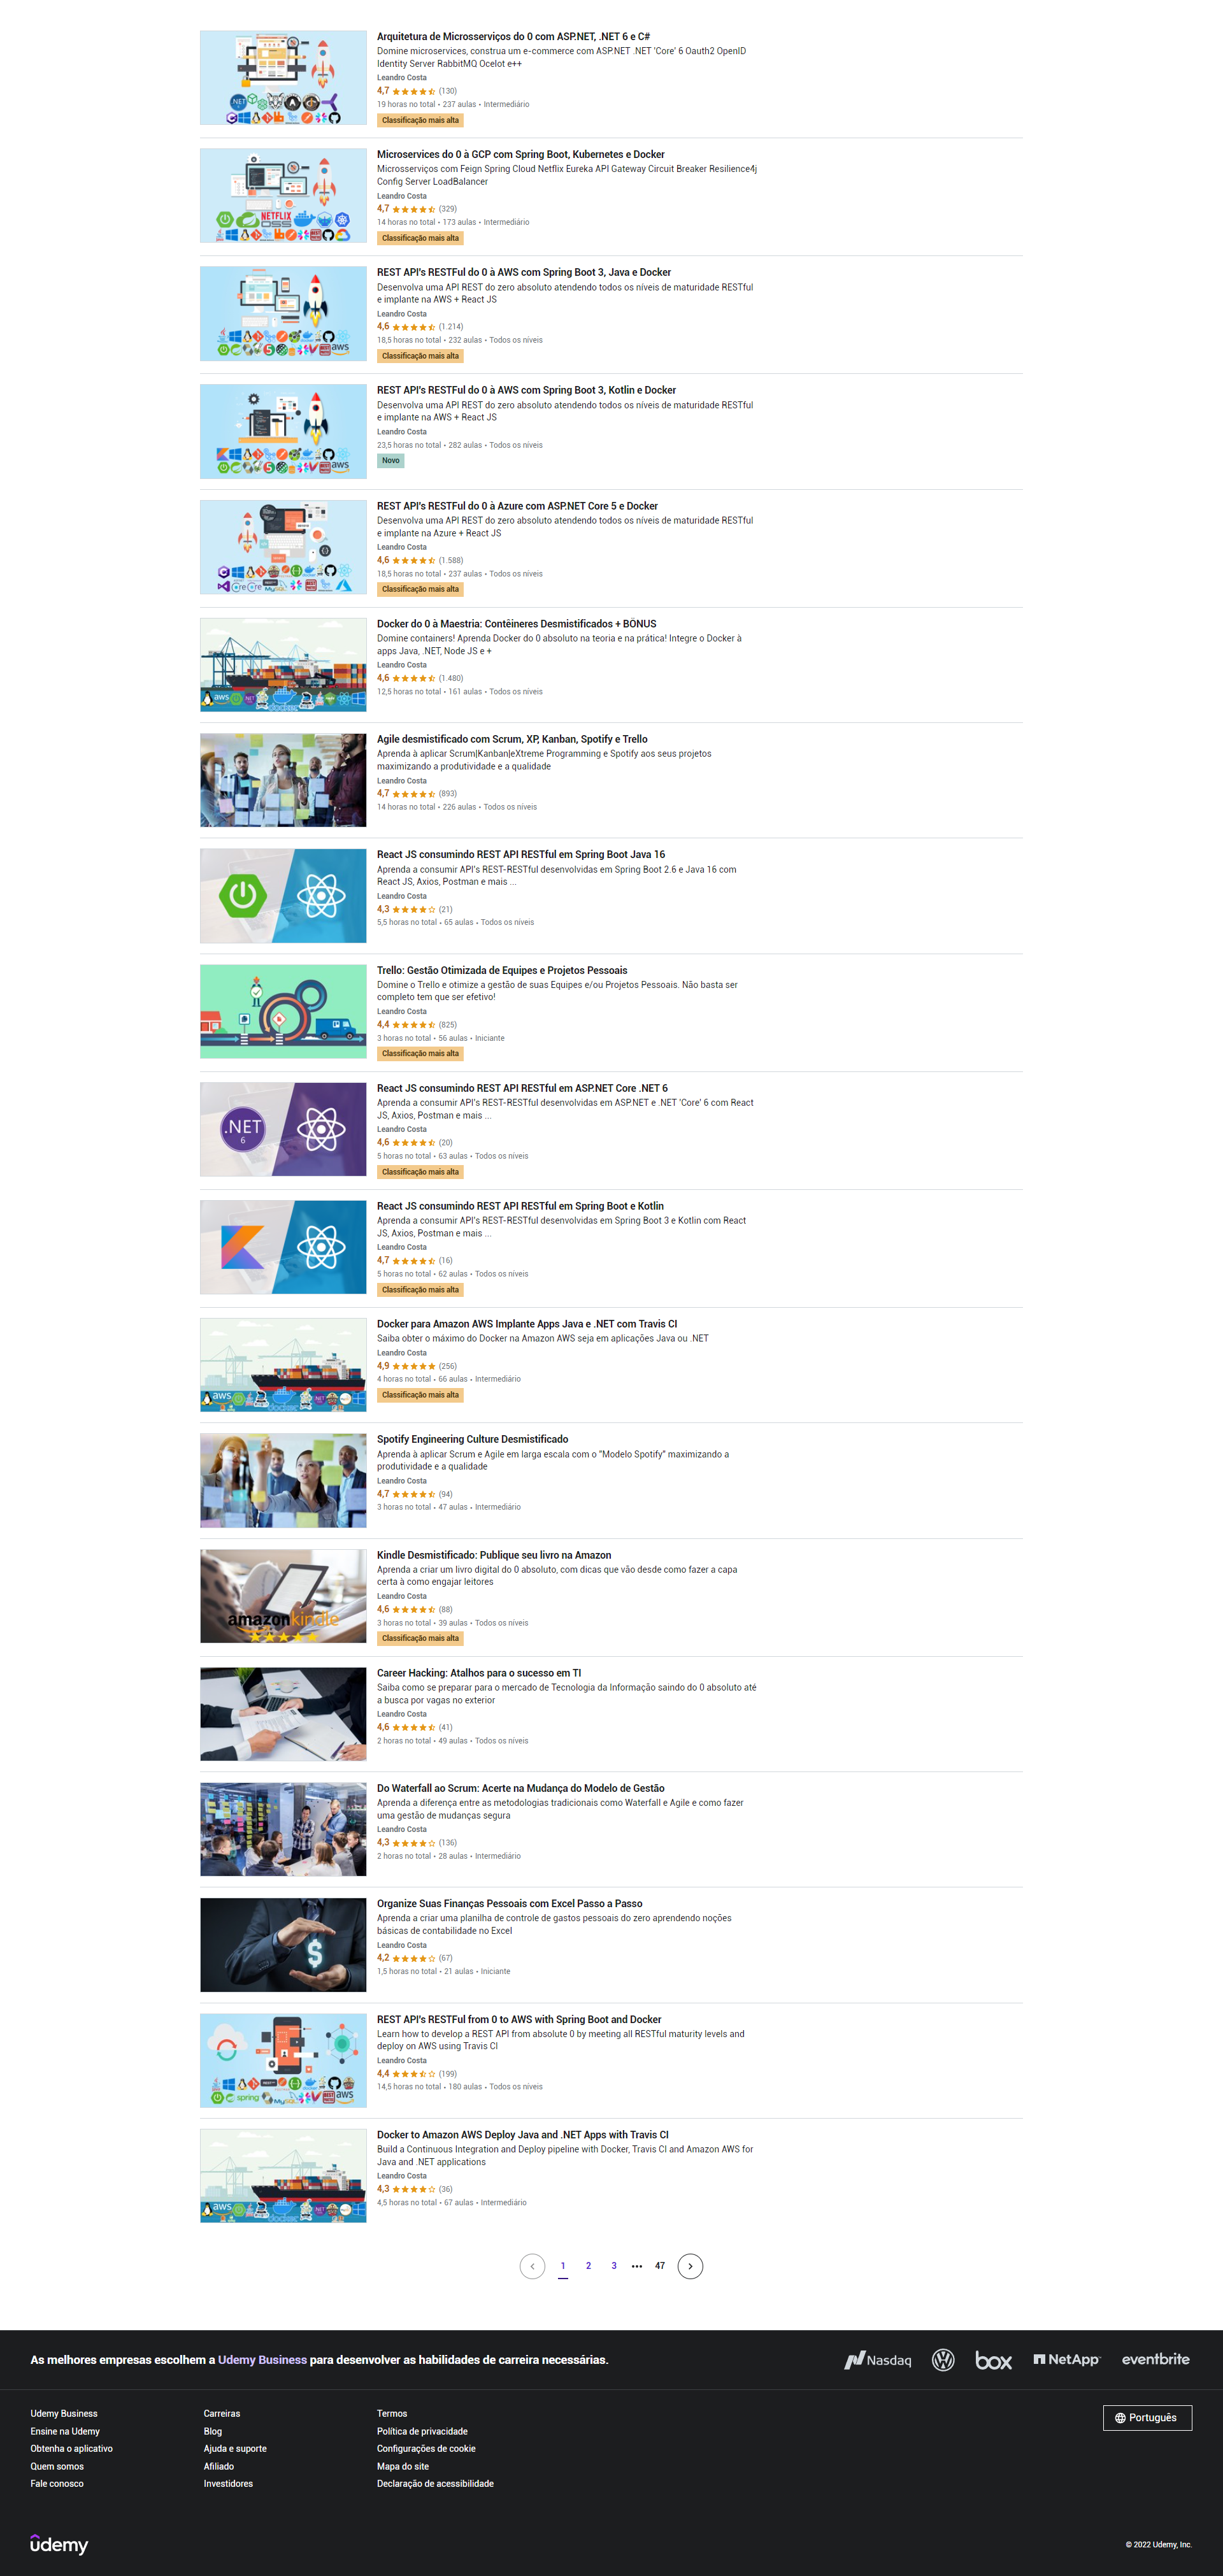 Arquitetura de Microsserviços do 0 com ASP.NET, .NET 6 e C#
Domine microservices, construa um e-commerce com ASP.NET .NET 'Core' 6 Oauth2 OpenID
Identity Server RabbitMQ Ocelot e++
Leandro Costa
4,7 (130)
19 horas no total • 237 aulas • Intermediário
Classificação mais alta
Microservices do 0 à GCP com Spring Boot, Kubernetes e Docker
Microsserviços com Feign Spring Cloud Netflix Eureka API Gateway Circuit Breaker Resilience4j
Config Server LoadBalancer
Leandro Costa
4,7 (329)
14 horas no total • 173 aulas • Intermediário
Classificação mais alta
NETFLIX
OSS
REST API's RESTFul do 0 à AWS com Spring Boot 3, Java e Docker
Desenvolva uma API REST do zero absoluto atendendo todos os níveis de maturidade RESTful
e implante na AWS + React JS
Leandro Costa
4,6 (1.214)
18,5 horas no total • 232 aulas • Todos os níveis
Classificação mais alta
aws
REST API's RESTFul do 0 à AWS com Spring Boot 3, Kotlin e Docker
Desenvolva uma API REST do zero absoluto atendendo todos os níveis de maturidade RESTful
e implante na AWS + React JS
Leandro Costa
23,5 horas no total • 282 aulas • Todos os níveis
Novo
aws
REST API's RESTFul do 0 à Azure com ASP.NET Core 5 e Docker
Desenvolva uma API REST do zero absoluto atendendo todos os níveis de maturidade RESTful
e implante na Azure + React JS
Leandro Costa
4,6 (1.588)
18,5 horas no total • 237 aulas • Todos os níveis
Classificação mais alta
Docker do 0 à Maestria: Contêineres Desmistificados + BÔNUS
Domine containers! Aprenda Docker do 0 absoluto na teoria e na prática! Integre o Docker à
apps Java, .NET, Node JS e +
Leandro Costa
4,6 (1.480)
12,5 horas no total • 161 aulas • Todos os níveis
aws
docker
Agile desmistificado com Scrum, XP, Kanban, Spotify e Trello
Aprenda à aplicar Scrum|Kanban|eXtreme Programming e Spotify aos seus projetos
maximizando a produtividade e a qualidade
Leandro Costa
4,7 (893)
14 horas no total • 226 aulas • Todos os níveis
React JS consumindo REST API RESTful em Spring Boot Java 16
Aprenda a consumir API's REST-RESTful desenvolvidas em Spring Boot 2.6 e Java 16 com
React JS, Axios, Postman e mais ...
Leandro Costa
4,3 (21)
5,5 horas no total • 65 aulas • Todos os níveis
Trello: Gestão Otimizada de Equipes e Projetos Pessoais
Domine o Trello e otimize a gestão de suas Equipes e/ou Projetos Pessoais. Não basta ser
completo tem que ser efetivo!
Leandro Costa
4,4 (825)
3 horas no total • 56 aulas • Iniciante
Classificação mais alta
React JS consumindo REST API RESTful em ASP.NET Core .NET 6
Aprenda a consumir API's REST-RESTful desenvolvidas em ASP.NET e .NET 'Core' 6 com React
JS, Axios, Postman e mais ...
Leandro Costa
4,6 (20)
5 horas no total • 63 aulas • Todos os níveis
Classificação mais alta
.NET
6
React JS consumindo REST API RESTful em Spring Boot e Kotlin
Aprenda a consumir API's REST-RESTful desenvolvidas em Spring Boot 3 e Kotlin com React
JS, Axios, Postman e mais ...
Leandro Costa
4,7 (16)
5 horas no total • 62 aulas • Todos os níveis
Classificação mais alta
Docker para Amazon AWS Implante Apps Java e .NET com Travis CI
Saiba obter o máximo do Docker na Amazon AWS seja em aplicações Java ou .NET
Leandro Costa
4,9 (256)
4 horas no total • 66 aulas • Intermediário
Classificação mais alta
aws
docker
Spotify Engineering Culture Desmistificado
Aprenda à aplicar Scrum e Agile em larga escala com o "Modelo Spotify" maximizando a
produtividade e a qualidade
Leandro Costa
4,7 (94)
3 horas no total • 47 aulas • Intermediário
Kindle Desmistificado: Publique seu livro na Amazon
Aprenda a criar um livro digital do 0 absoluto, com dicas que vão desde como fazer a capa
certa à como engajar leitores
Leandro Costa
4,6 (88)
3 horas no total • 39 aulas • Todos os níveis
Classificação mais alta
amazonkindle
Career Hacking: Atalhos para o sucesso em TI
Saiba como se preparar para o mercado de Tecnologia da Informação saindo do 0 absoluto até
a busca por vagas no exterior
Leandro Costa
4,6 (41)
2 horas no total • 49 aulas • Todos os níveis
Do Waterfall ao Scrum: Acerte na Mudança do Modelo de Gestão
Aprenda a diferença entre as metodologias tradicionais como Waterfall e Agile e como fazer
uma gestão de mudanças segura
Leandro Costa
4,3 (136)
2 horas no total • 28 aulas • Intermediário
Organize Suas Finanças Pessoais com Excel Passo a Passo
Aprenda a criar uma planilha de controle de gastos pessoais do zero aprendendo noções
básicas de contabilidade no Excel
Leandro Costa
4,2 (67)
1,5 horas no total • 21 aulas • Iniciante
$
REST API's RESTFul from 0 to AWS with Spring Boot and Docker
Learn how to develop a REST API from absolute 0 by meeting all RESTful maturity levels and
deploy on AWS using Travis CI
Leandro Costa
4,4 (199)
14,5 horas no total • 180 aulas • Todos os níveis
spring MySQL aws
Docker to Amazon AWS Deploy Java and .NET Apps with Travis CI
Build a Continuous Integration and Deploy pipeline with Docker, Travis CI and Amazon AWS for
Java and .NET applications
Leandro Costa
4,3 (36)
4,5 horas no total • 67 aulas • Intermediário
aws
docker
1 2 3 ••• 47
As melhores empresas escolhem a Udemy Business para desenvolver as habilidades de carreira necessárias.
Nasdaq box NetApp eventbrite
Udemy Business
Ensine na Udemy
Obtenha o aplicativo
Quem somos
Fale conosco
Carreiras
Blog
Ajuda e suporte
Afiliado
Investidores
Termos
Política de privacidade
Configurações de cookie
Mapa do site
Declaração de acessibilidade
Português
udemy
© 2022 Udemy, Inc.